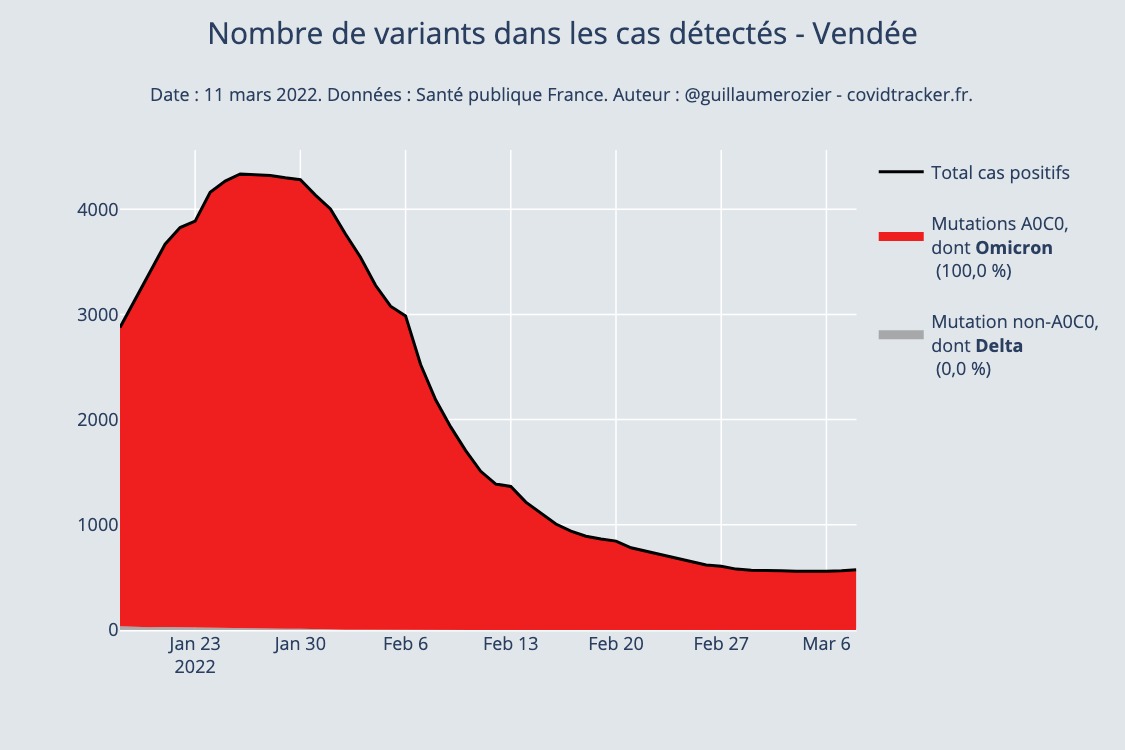 Nombre de variants dans les cas détectés - Vendée
Date : 11 mars 2022. Données : Santé publique France. Auteur : @guillaumerozier - covidtracker.fr.
4000
3000
2000
1000
0
Jan 23
2022
Jan 30
Feb 6
Feb 13
Feb 20
Feb 27
Mar 6
Total cas positifs
Mutations A0C0,
dont Omicron
(100,0 %)
Mutation non-A0C0,
dont Delta
(0,0 %)